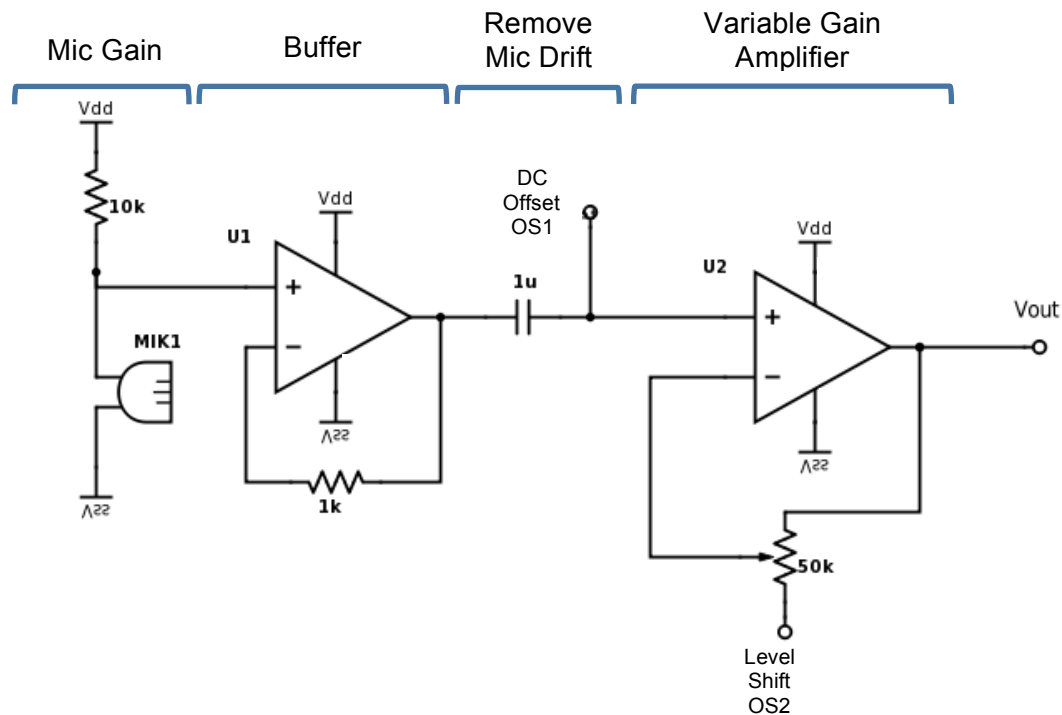 Mic Gain
Buffer
Remove
Mic Drift
Variable Gain
Amplifier
Vdd
10k
MIK1
Vss
U1
Vdd
Vss
1k
1u
DC
Offset
OS1
U2
Vdd
Vss
50k
Level
Shift
OS2
Vout